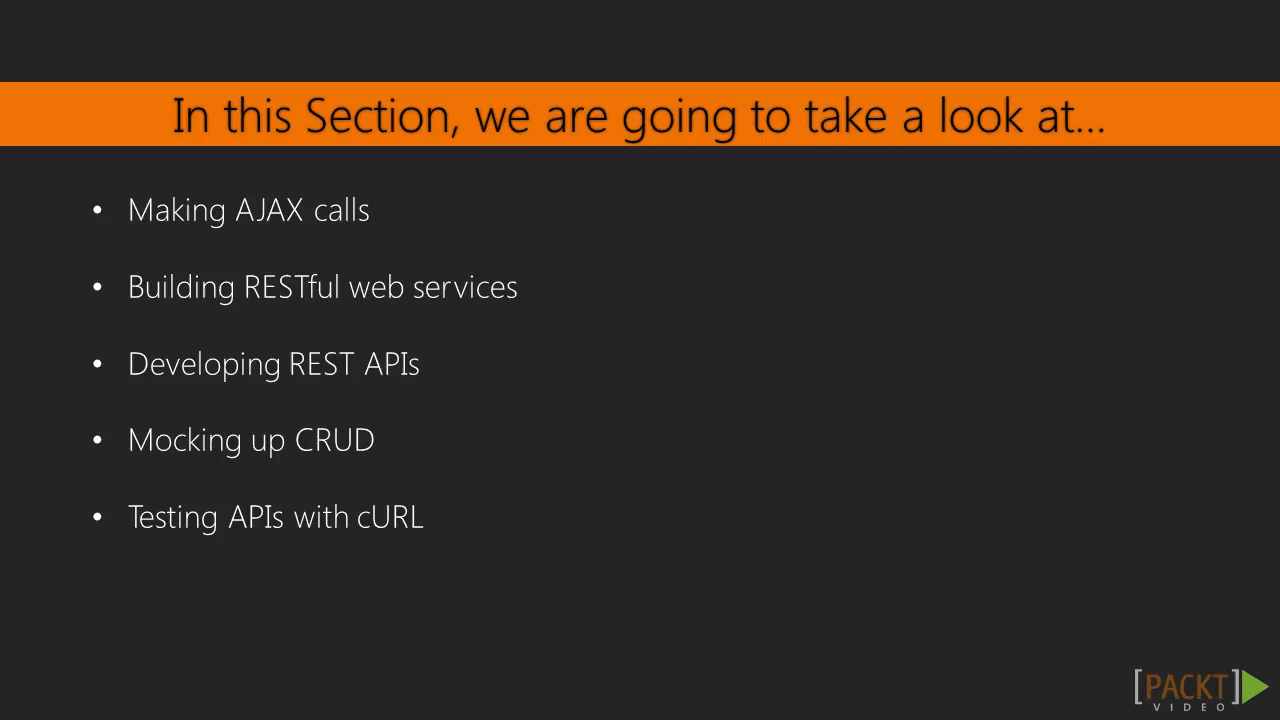 In this Section, we are going to take a look at...
• Making AJAX calls
• Building RESTful web services
• Developing REST APIs
• Mocking up CRUD
• Testing APIs with cURL
[PACKT]
VIDEO